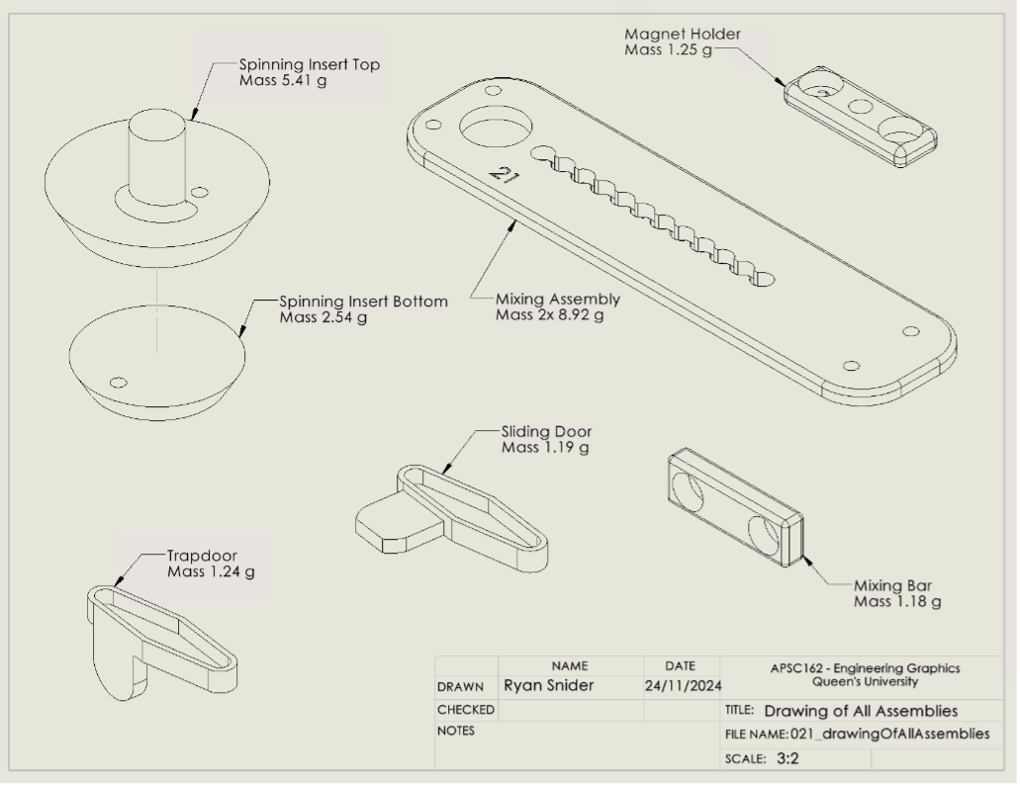 Magnet Holder
Mass 1.25 g
Spinning Insert Top
Mass 5.41 g
21
Spinning Insert Bottom
Mass 2.54 g
Mixing Assembly
Mass 2x 8.92 g
Sliding Door
Mass 1.19 g
Trapdoor
Mass 1.24 g
Mixing Bar
Mass 1.18 g
NAME DATE
DRAWN Ryan Snider 24/11/2024
CHECKED
NOTES
APSC162 - Engineering Graphics
Queen's University
TITLE: Drawing of All Assemblies
FILE NAME: 021_drawingOfAllAssemblies
SCALE: 3:2